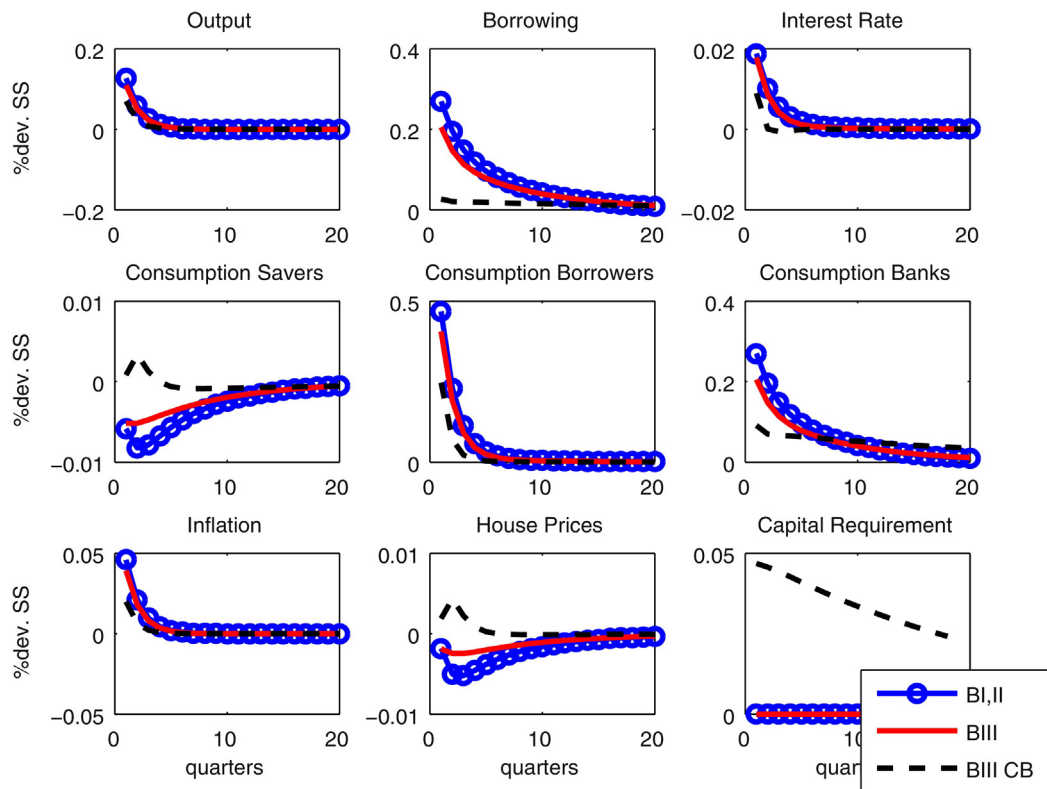 Output Borrowing Interest Rate
%dev. SS
0.2
0
−0.2
0 10 20
0.4
0.2
0
0 10 20
0.02
0
−0.02
0 10 20
Consumption Savers Consumption Borrowers Consumption Banks
%dev. SS
0.01
0
−0.01
0 10 20
0.5
0
0 10 20
0.4
0.2
0
0 10 20
Inflation House Prices Capital Requirement
%dev. SS
0.05
0
−0.05
0 10 20
quarters
0.01
0
−0.01
0 10 20
quarters
0.05
0
0
quar
BI,II
BIII
BIII CB